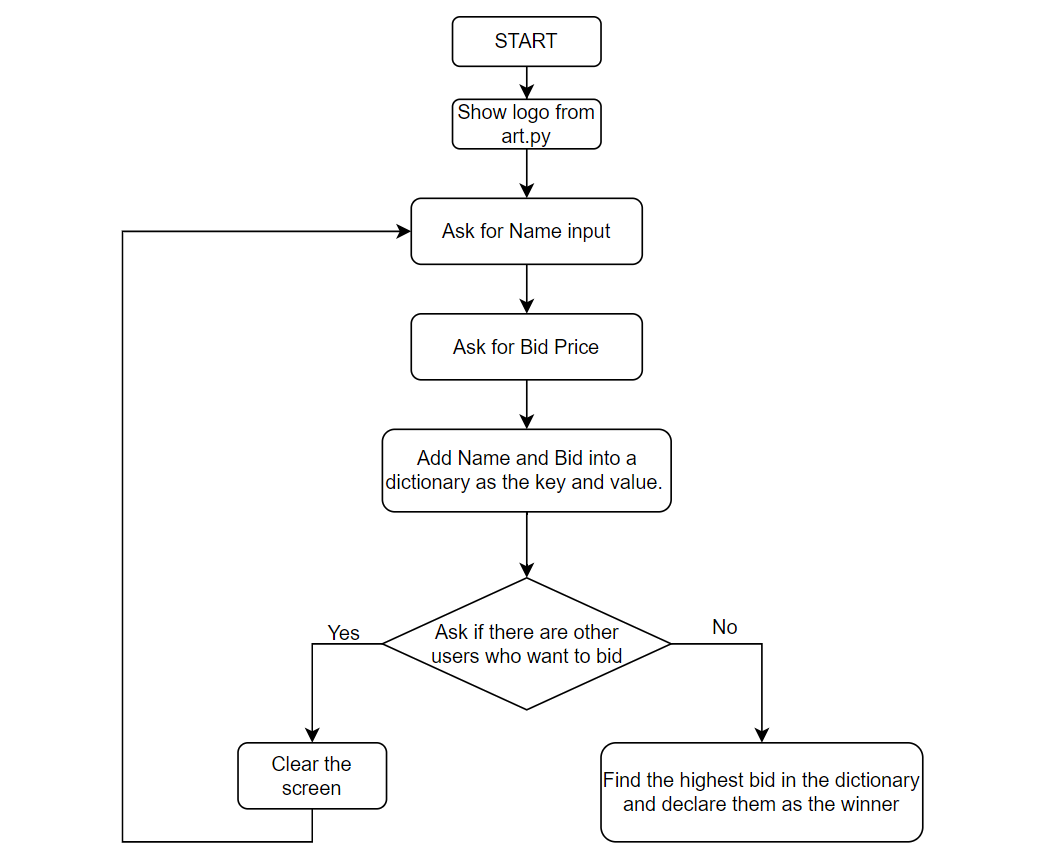 START
Show logo from
art.py
Ask for Name input
Ask for Bid Price
Add Name and Bid into a
dictionary as the key and value.
Ask if there are other
users who want to bid
Yes
No
Clear the
screen
Find the highest bid in the dictionary
and declare them as the winner